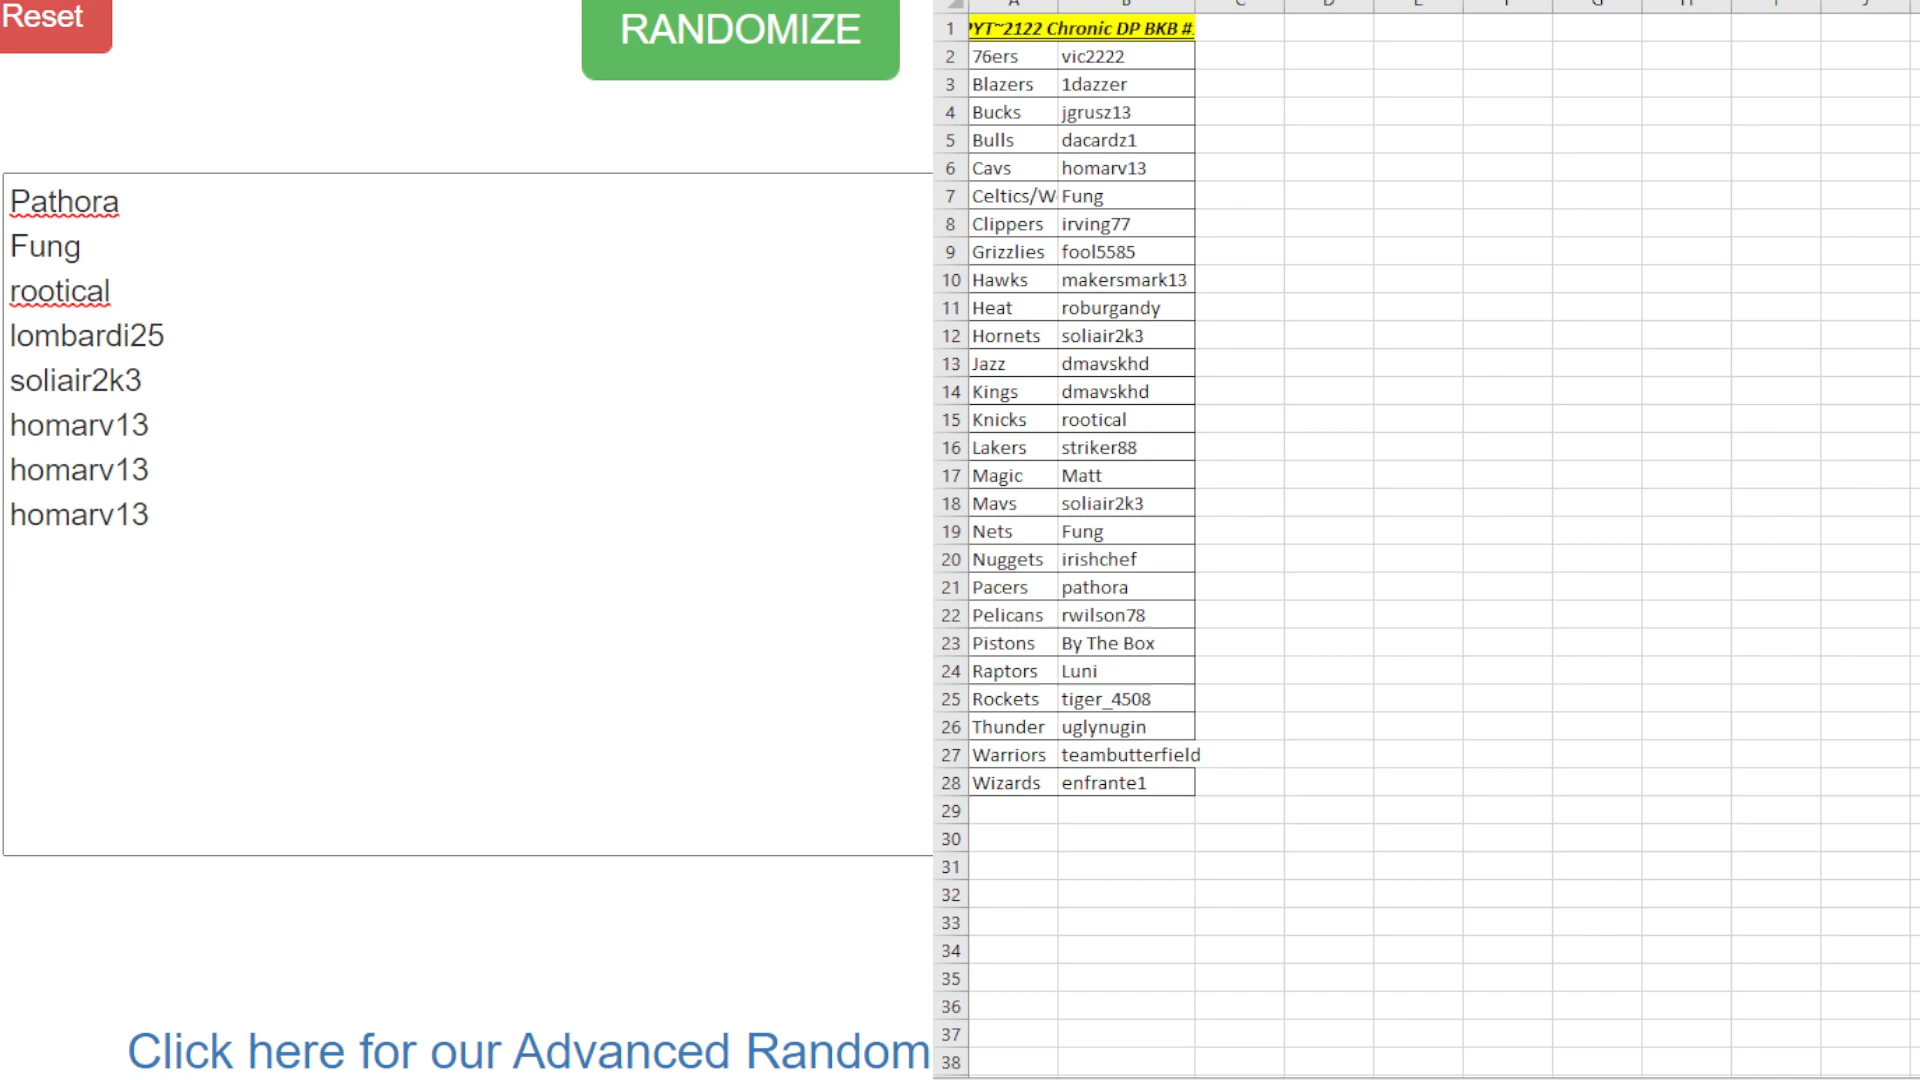 Reset
RANDOMIZE
Pathora
Fung
rootical
lombardi25
soliair2k3
homarv13
homarv13
homarv13
Click here for our Advanced Random
1 PYT~2122 Chronic DP BKB #
2 76ers vic2222
3 Blazers 1dazzer
4 Bucks jgrusz13
5 Bulls dacardz1
6 Cavs homarv13
7 Celtics/W Fung
8 Clippers irving77
9 Grizzlies fool5585
10 Hawks makersmark13
11 Heat roburgandy
12 Hornets soliair2k3
13 Jazz dmavskhd
14 Kings dmavskhd
15 Knicks rootical
16 Lakers striker88
17 Magic Matt
18 Mavs soliair2k3
19 Nets Fung
20 Nuggets irishchef
21 Pacers pathora
22 Pelicans rwilson78
23 Pistons By The Box
24 Raptors Luni
25 Rockets tiger_4508
26 Thunder uglynugin
27 Warriors teambutterfield
28 Wizards enfrante1
29
30
31
32
33
34
35
36
37
38